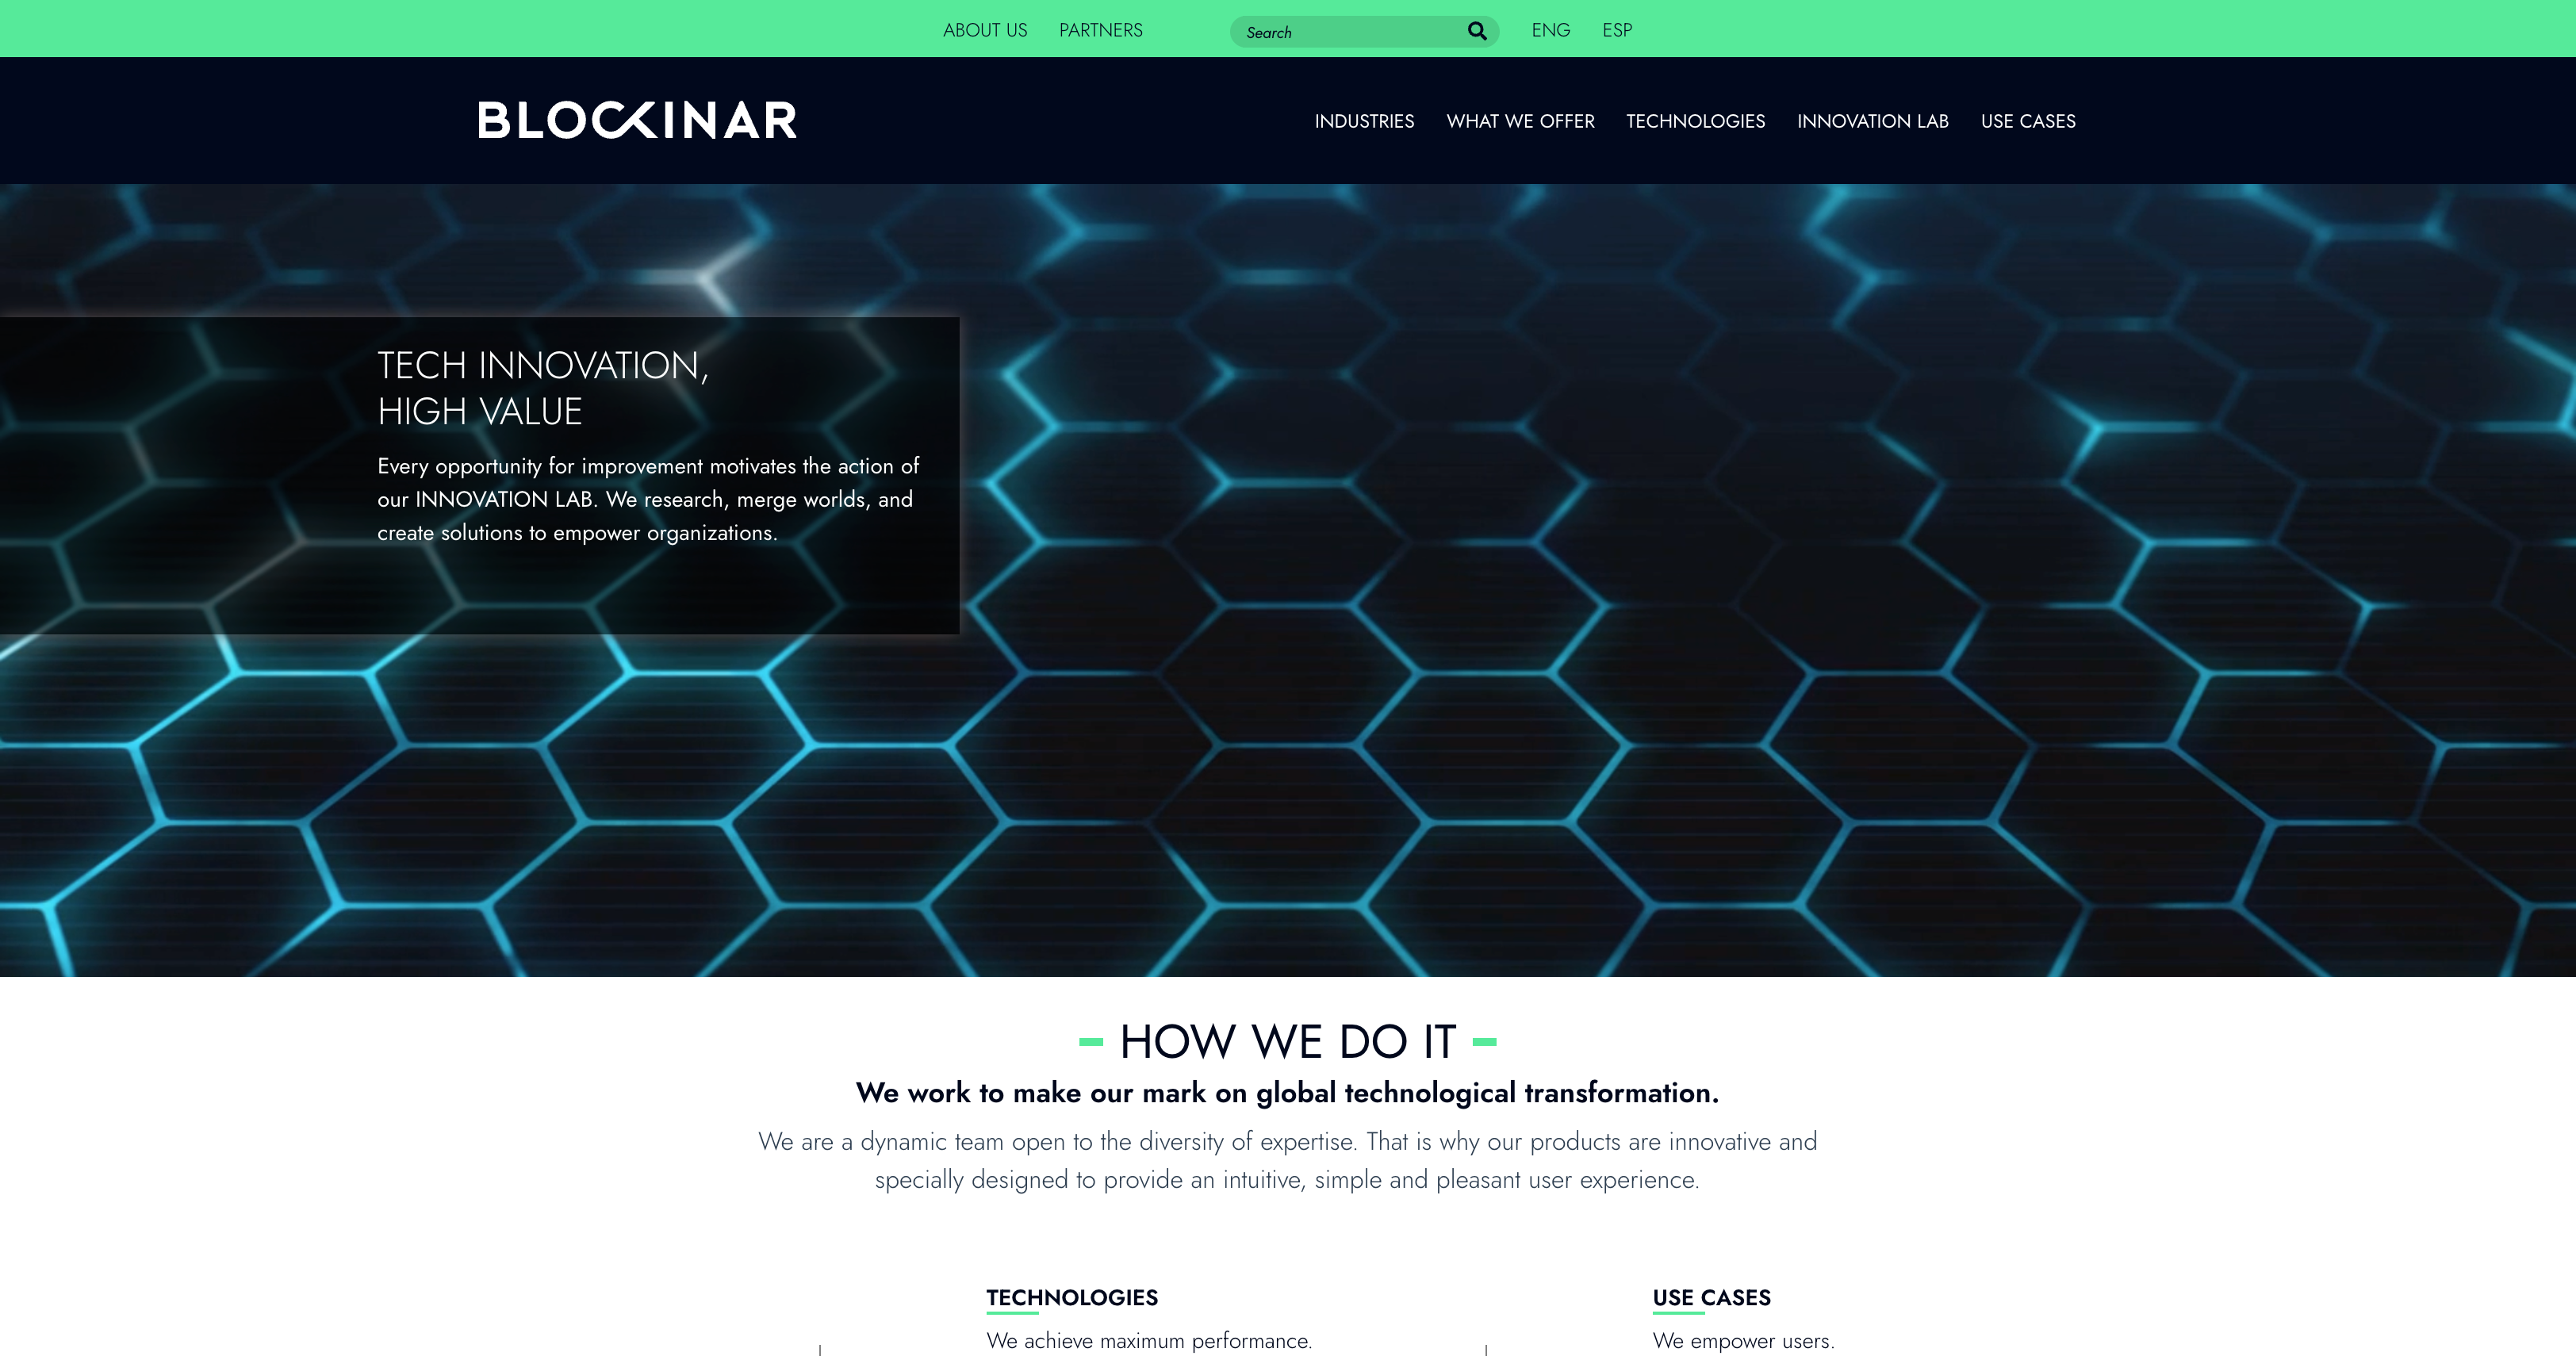 ABOUT US PARTNERS Search ENG ESP
BLOCKINAR
INDUSTRIES WHAT WE OFFER TECHNOLOGIES INNOVATION LAB USE CASES
TECH INNOVATION,
HIGH VALUE
Every opportunity for improvement motivates the action of
our INNOVATION LAB. We research, merge worlds, and
create solutions to empower organizations.
HOW WE DO IT
We work to make our mark on global technological transformation.
We are a dynamic team open to the diversity of expertise. That is why our products are innovative and
specially designed to provide an intuitive, simple and pleasant user experience.
TECHNOLOGIES
We achieve maximum performance.
USE CASES
We empower users.